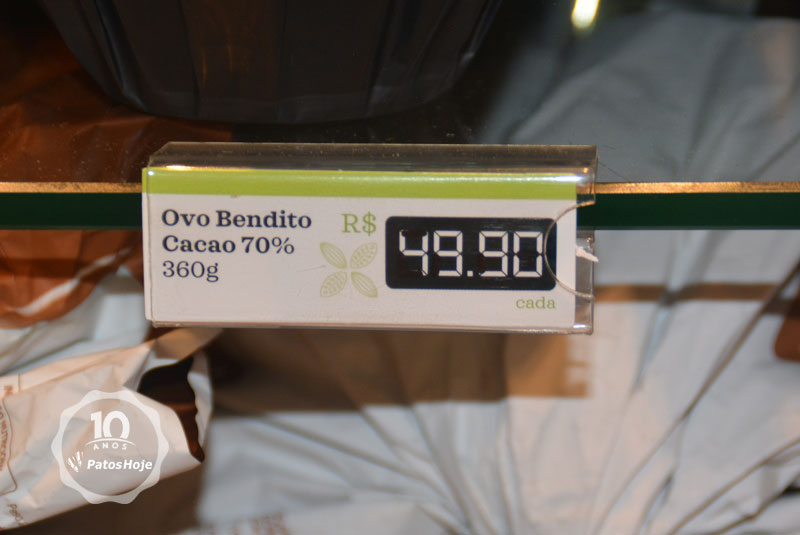 Ovo Bendito
Cacao 70%
360g
R$
49.90
cada
10
ANOS
PatosHoje